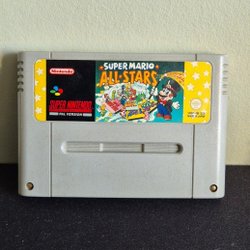 Nintendo
SUPER MARIO
ALL-STARS
SUPER NINTENDO
PAL VERSION